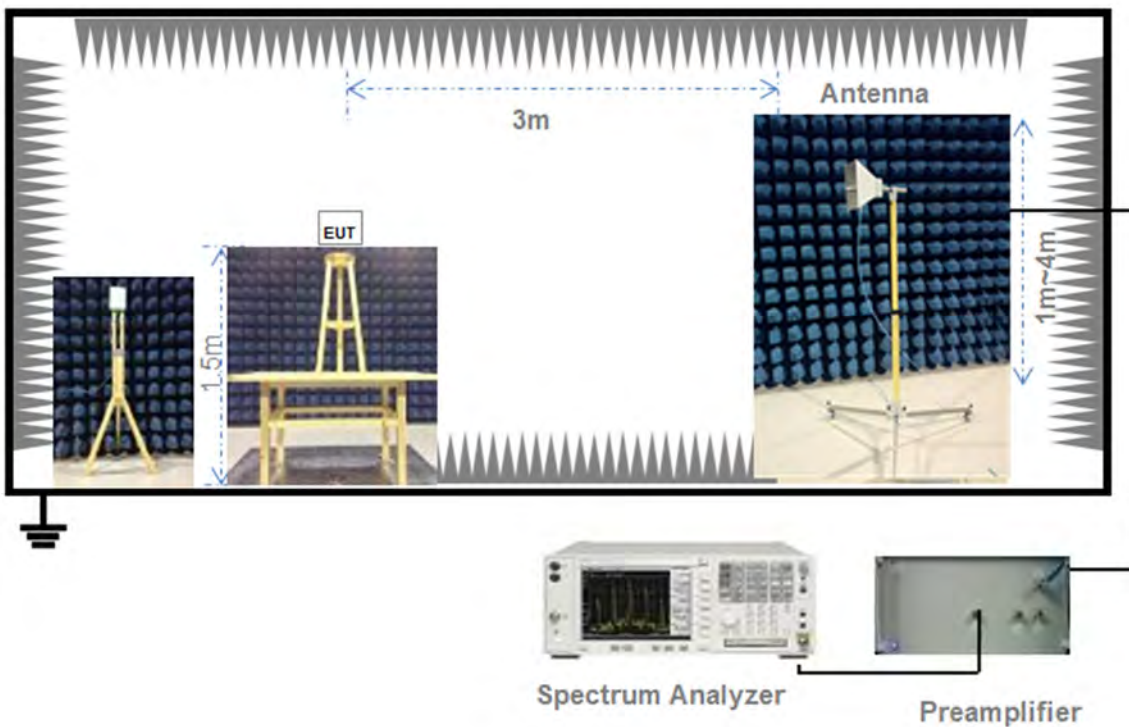 Antenna
3m
EUT
1.5m
1m~4m
Spectrum Analyzer
Preamplifier